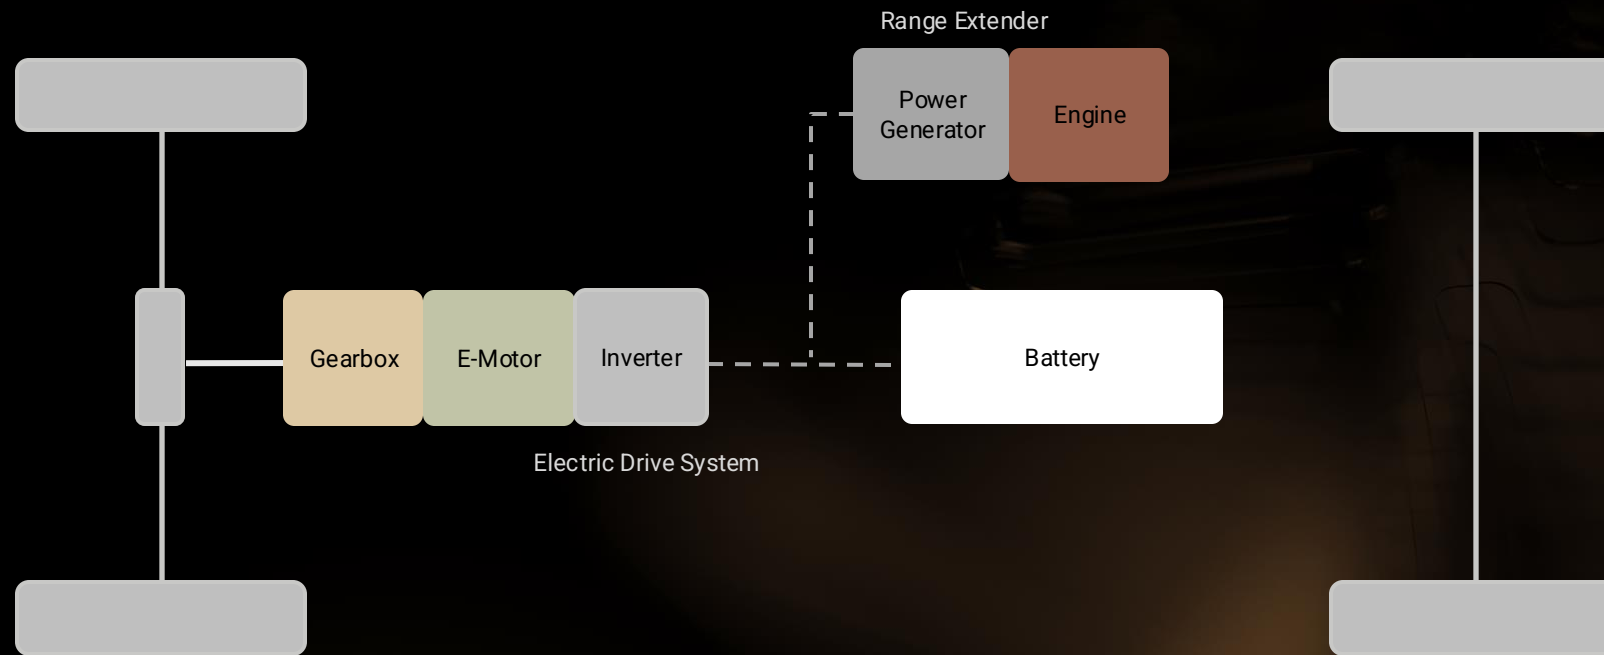 Range Extender
Power
Generator
Engine
Gearbox
E-Motor
Inverter
Battery
Electric Drive System